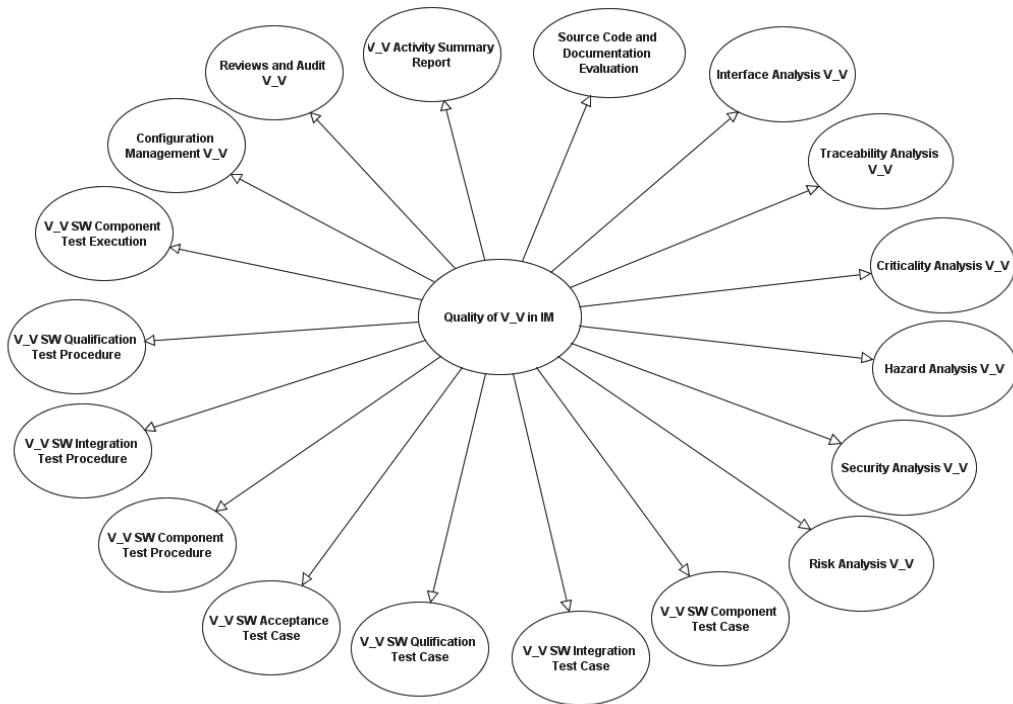 V_V Activity Summary
Report
Source Code and
Documentation
Evaluation
Reviews and Audit
V_V
Interface Analysis V_V
Configuration
Management V_V
Traceability Analysis
V_V
V_V SW Component
Test Execution
Criticality Analysis V_V
Quality of V_V in IM
V_V SW Qualification
Test Procedure
Hazard Analysis V_V
V_V SW Integration
Test Procedure
Security Analysis V_V
V_V SW Component
Test Procedure
Risk Analysis V_V
V_V SW Acceptance
Test Case
V_V SW Qulification
Test Case
V_V SW Integration
Test Case
V_V SW Component
Test Case